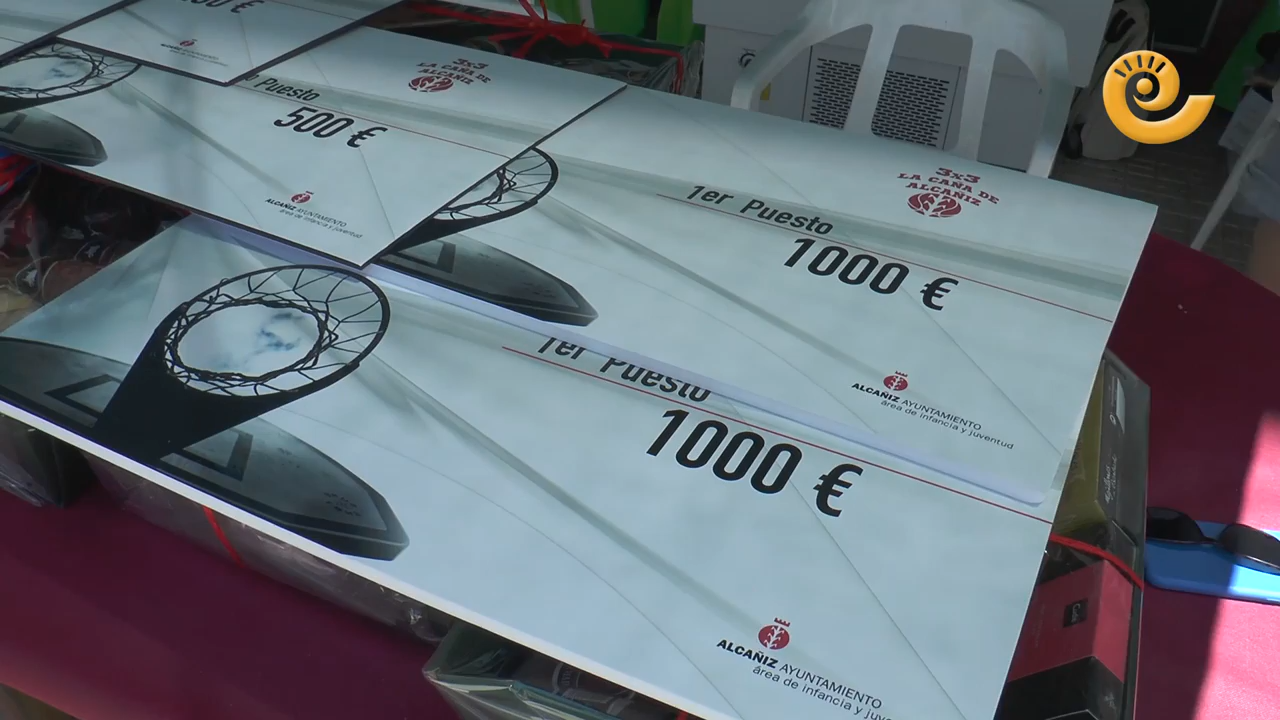 3x3
LA CAÑA DE
ALCAÑIZ
Puesto
500 €
ALCAÑIZ AYUNTAMIENTO
área de infancia y juventud
3x3
LA CAÑA DE
ALCAÑIZ
1er Puesto
1000 €
ALCAÑIZ AYUNTAMIENTO
área de infancia y juventud
1er Puesto
1000 €
ALCAÑIZ AYUNTAMIENTO
área de infancia y juve